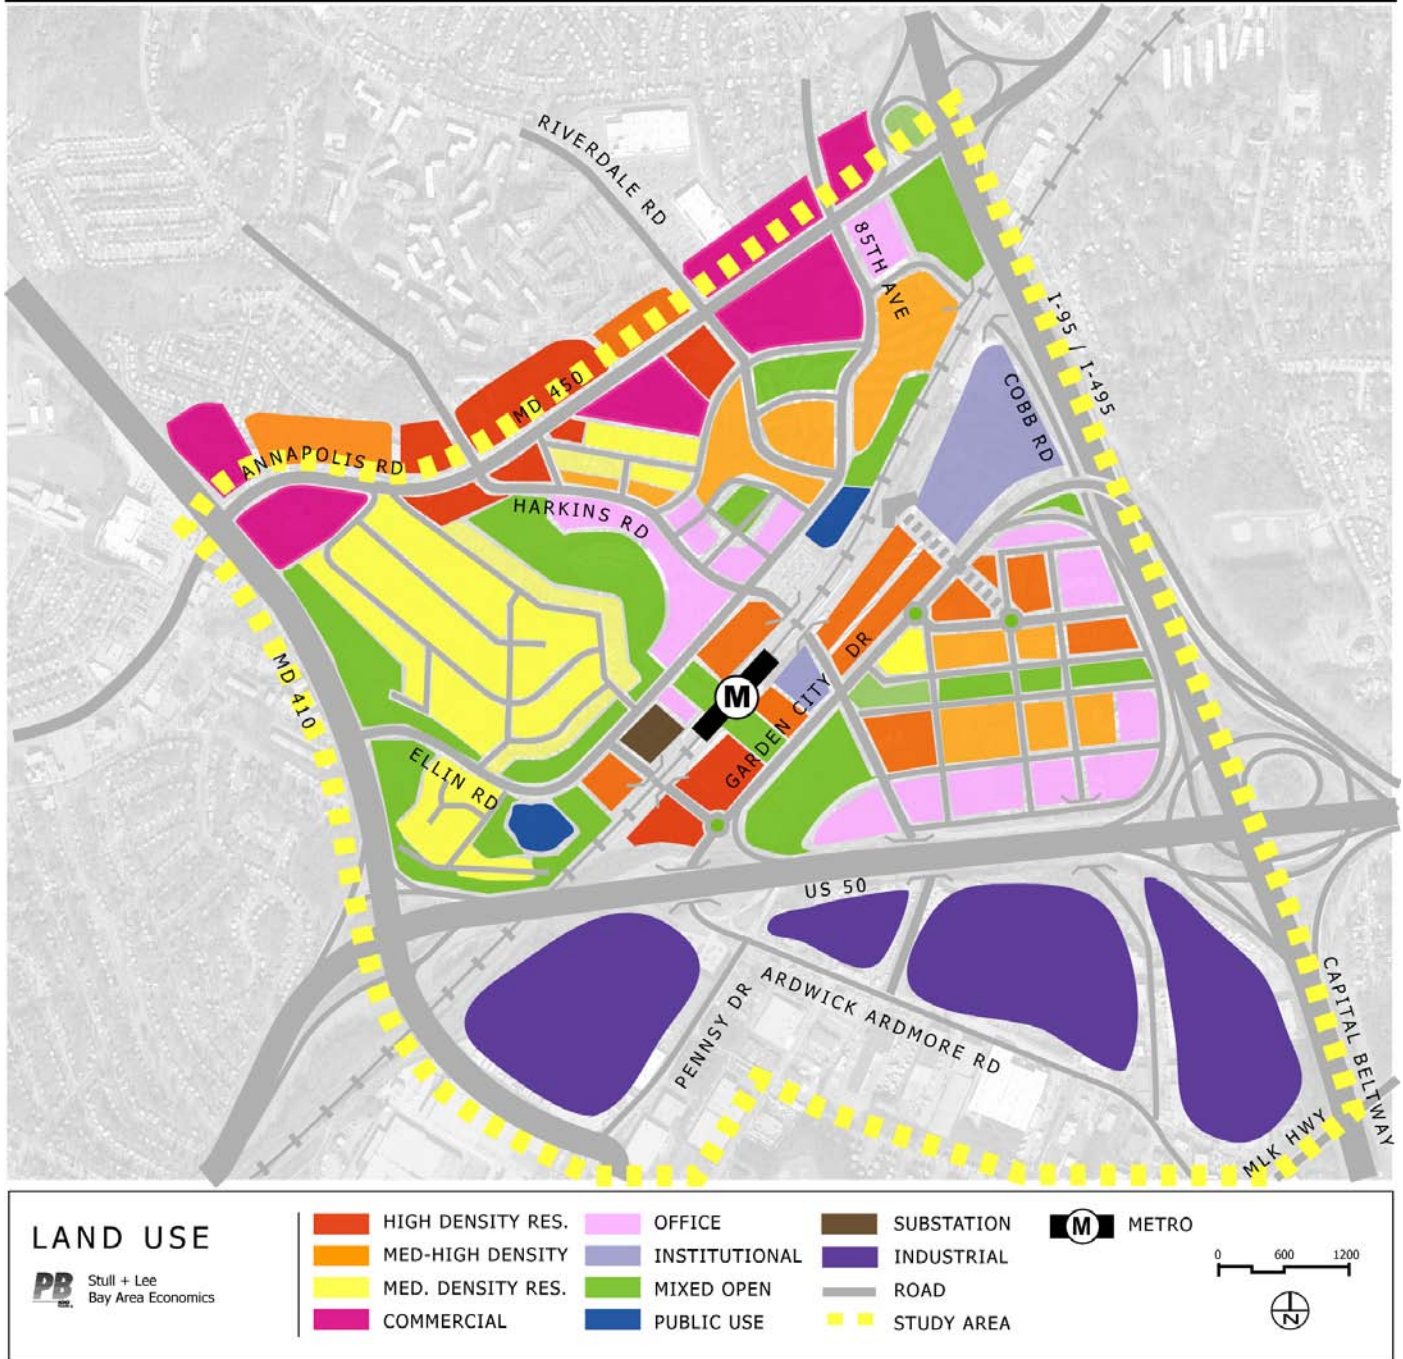 RIVERDALE RD
85TH AVE
I-95 / I-495
COBB RD
MD 450
ANNAPOLIS RD
HARKINS RD
GARDEN CITY DR
M
MD 410
ELLIN RD
US 50
ARDWICK ARDMORE RD
PENNSY DR
CAPITAL BELTWAY
MLK HWY
LAND USE
PB
Stull + Lee
Bay Area Economics
HIGH DENSITY RES.
MED-HIGH DENSITY
MED. DENSITY RES.
COMMERCIAL
OFFICE
INSTITUTIONAL
MIXED OPEN
PUBLIC USE
SUBSTATION
INDUSTRIAL
ROAD
STUDY AREA
M METRO
0 600 1200
N